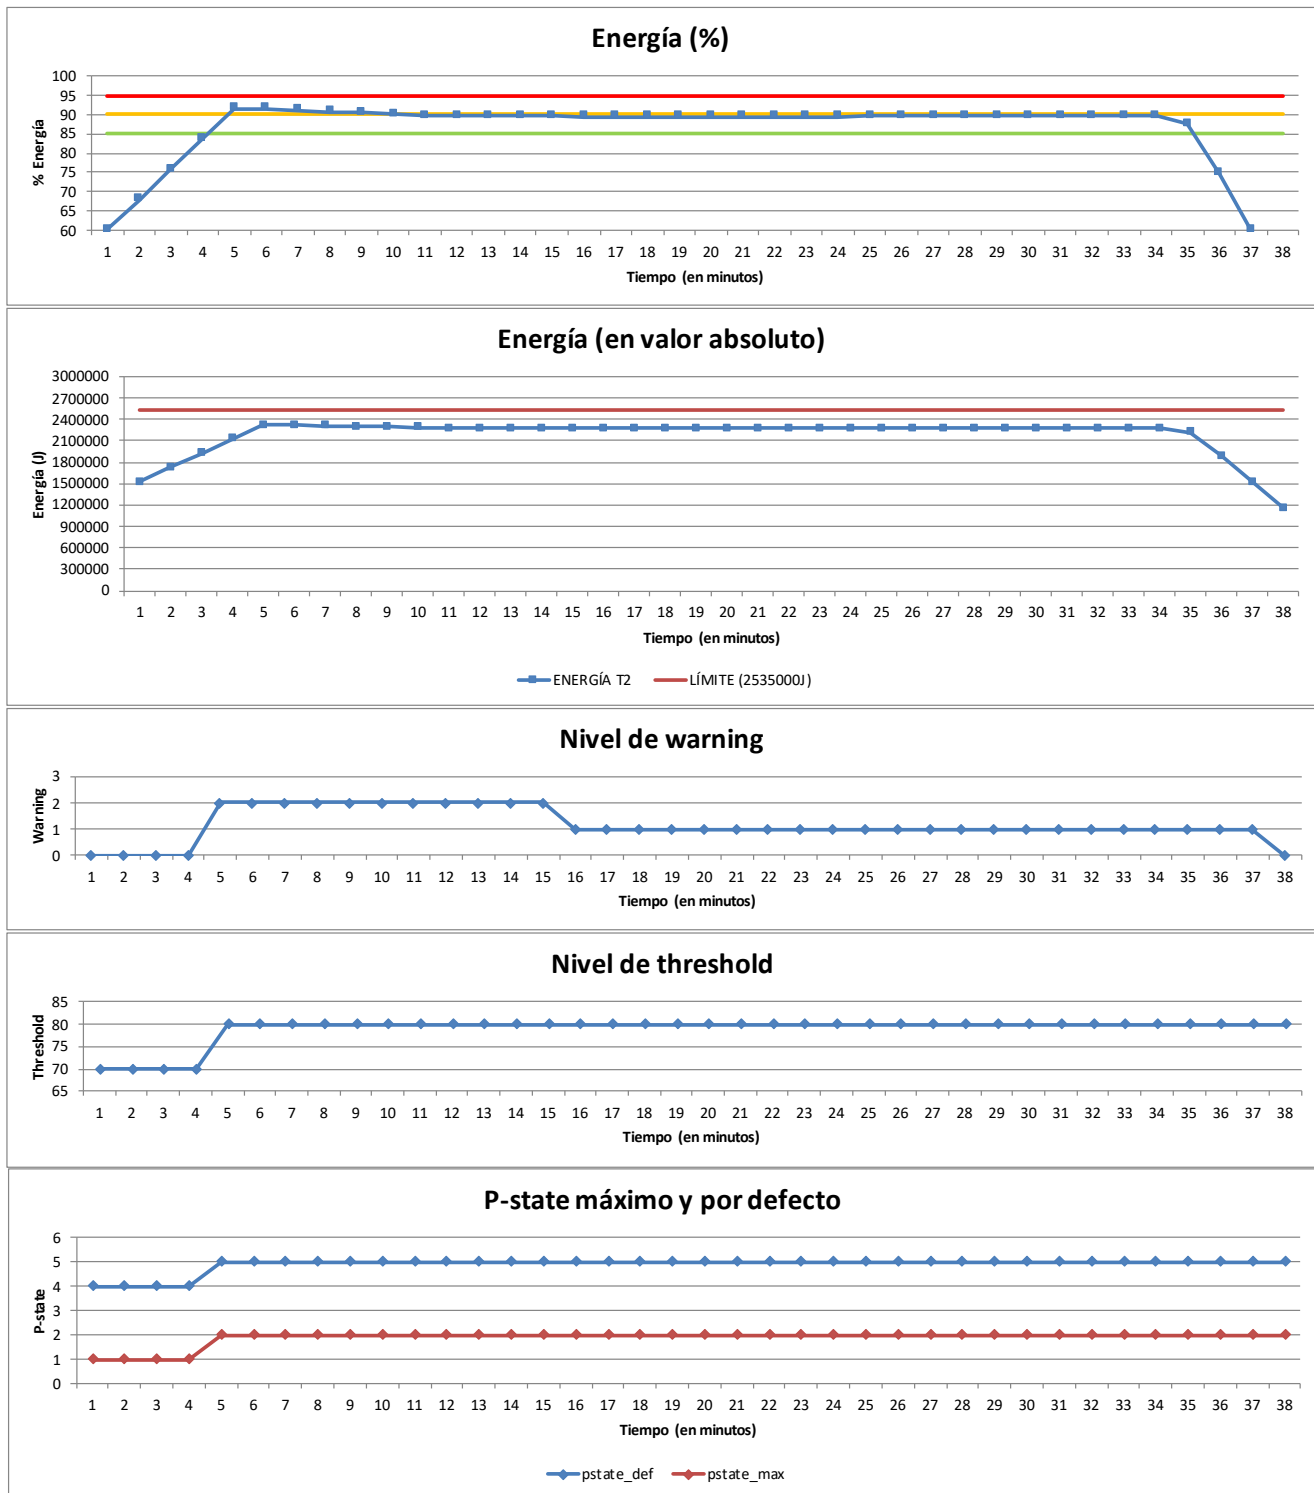 Energía (%)
100
95
90
85
80
75
70
65
60
% Energía
1 2 3 4 5 6 7 8 9 10 11 12 13 14 15 16 17 18 19 20 21 22 23 24 25 26 27 28 29 30 31 32 33 34 35 36 37 38
Tiempo (en minutos)
Energía (en valor absoluto)
3000000
2700000
2400000
2100000
1800000
1500000
1200000
900000
600000
300000
0
Energía (J)
1 2 3 4 5 6 7 8 9 10 11 12 13 14 15 16 17 18 19 20 21 22 23 24 25 26 27 28 29 30 31 32 33 34 35 36 37 38
Tiempo (en minutos)
ENERGÍA T2 LÍMITE (2535000J)
Nivel de warning
3
2
1
0
Warning
1 2 3 4 5 6 7 8 9 10 11 12 13 14 15 16 17 18 19 20 21 22 23 24 25 26 27 28 29 30 31 32 33 34 35 36 37 38
Tiempo (en minutos)
Nivel de threshold
85
80
75
70
65
Threshold
1 2 3 4 5 6 7 8 9 10 11 12 13 14 15 16 17 18 19 20 21 22 23 24 25 26 27 28 29 30 31 32 33 34 35 36 37 38
Tiempo (en minutos)
P-state máximo y por defecto
6
5
4
3
2
1
0
P-state
1 2 3 4 5 6 7 8 9 10 11 12 13 14 15 16 17 18 19 20 21 22 23 24 25 26 27 28 29 30 31 32 33 34 35 36 37 38
Tiempo (en minutos)
pstate_def pstate_max